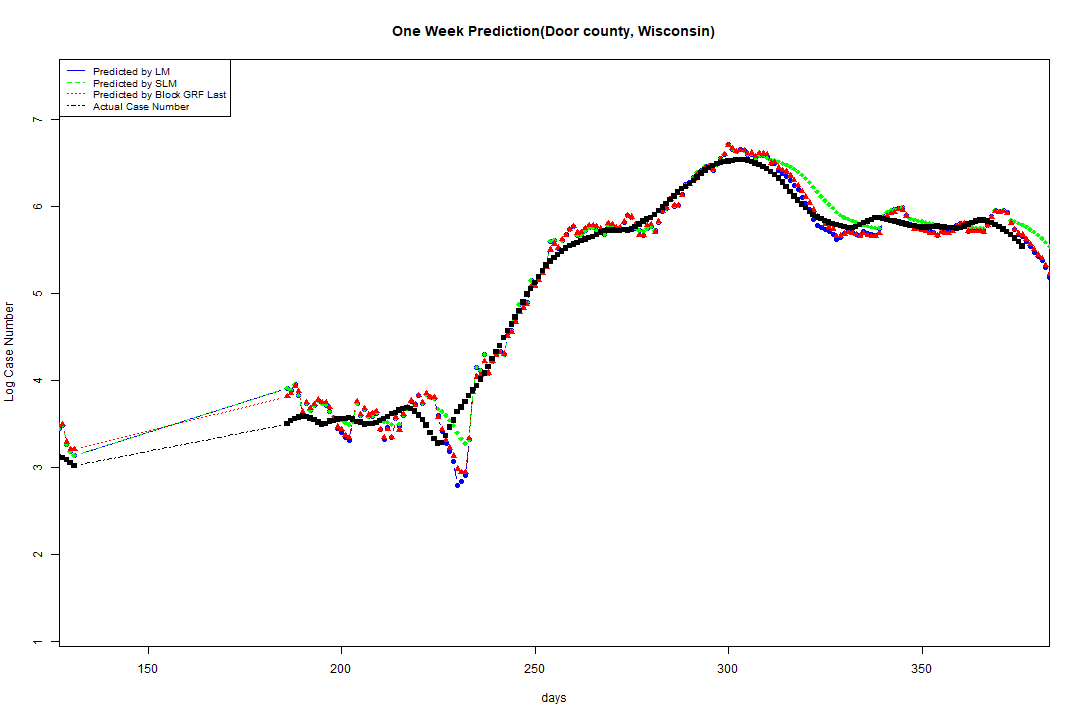 One Week Prediction(Door county, Wisconsin)
Predicted by LM
Predicted by SLM
Predicted by Block GRF Last
Actual Case Number
7
6
5
4
3
2
1
Log Case Number
150 200 250 300 350
days